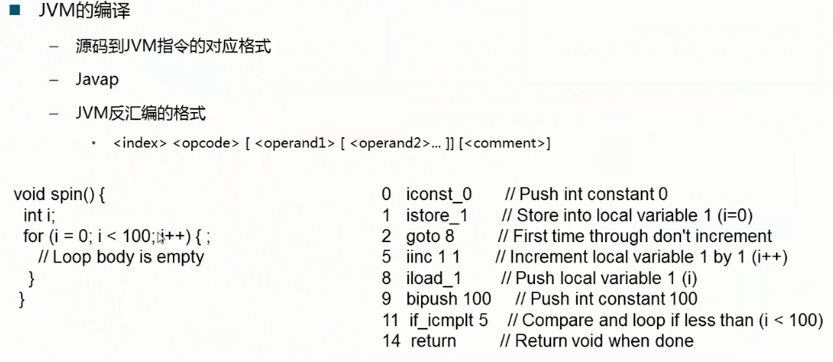 JVM的编译
– 源码到JVM指令的对应格式
– Javap
– JVM反汇编的格式
• <index> <opcode> [ <operand1> [ <operand2>... ]] [<comment>]
void spin() {
int i;
for (i = 0; i < 100; i++) { ;
// Loop body is empty
}
}
0 iconst_0 // Push int constant 0
1 istore_1 // Store into local variable 1 (i=0)
2 goto 8 // First time through don't increment
5 iinc 1 1 // Increment local variable 1 by 1 (i++)
8 iload_1 // Push local variable 1 (i)
9 bipush 100 // Push int constant 100
11 if_icmplt 5 // Compare and loop if less than (i < 100)
14 return // Return void when done